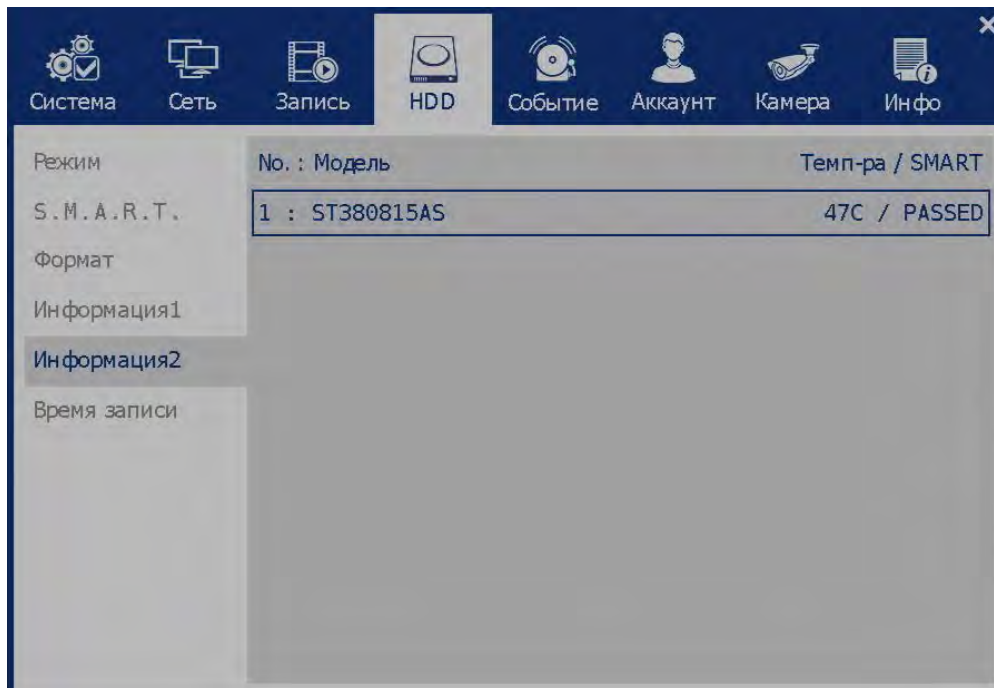 Система Сеть Запись HDD Событие Аккаунт Камера Инфо
Режим
S.M.A.R.T.
Формат
Информация1
Информация2
Время записи
No. : Модель Темп-ра / SMART
1 : ST380815AS 47C / PASSED